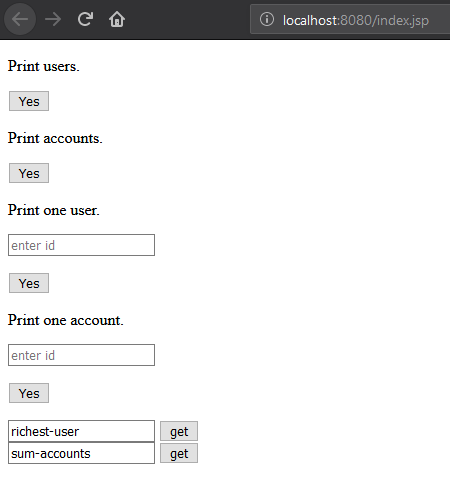 localhost:8080/index.jsp
Print users.
Yes
Print accounts.
Yes
Print one user.
enter id
Yes
Print one account.
enter id
Yes
richest-user get
sum-accounts get